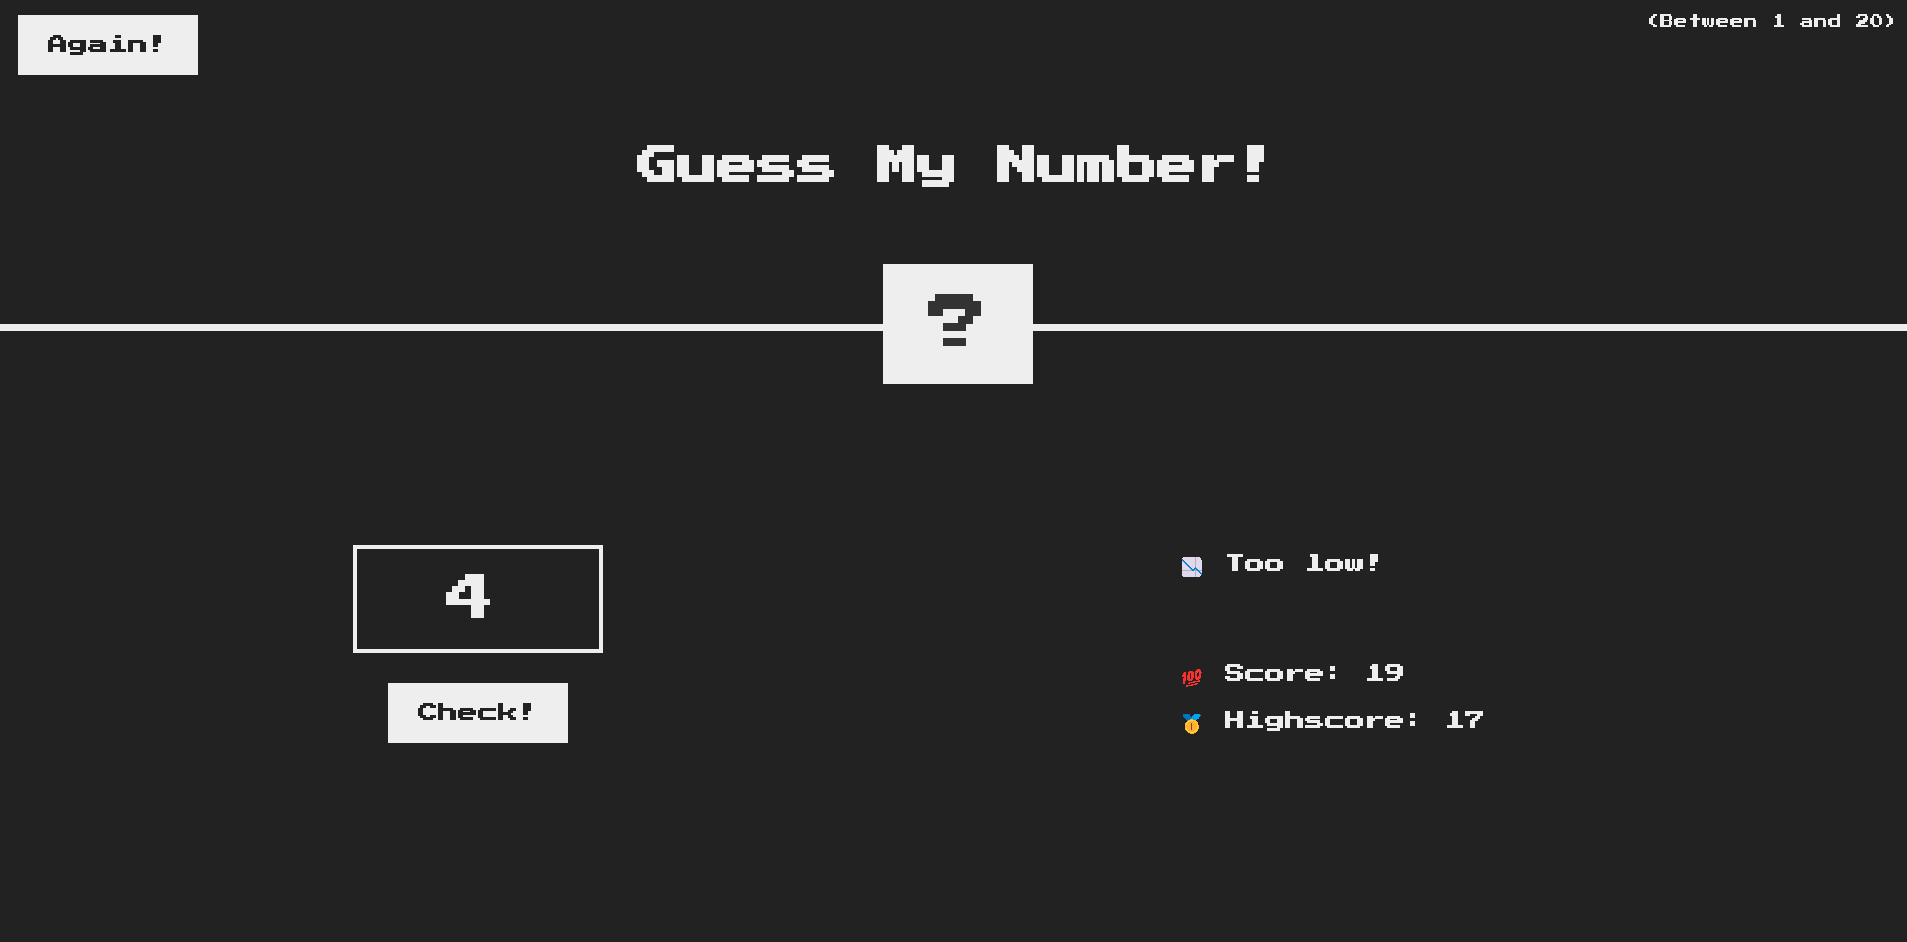 Again!
(Between 1 and 20)
Guess My Number!
?
4
Check!
📉 Too low!
💯 Score: 19
🥇 Highscore: 17